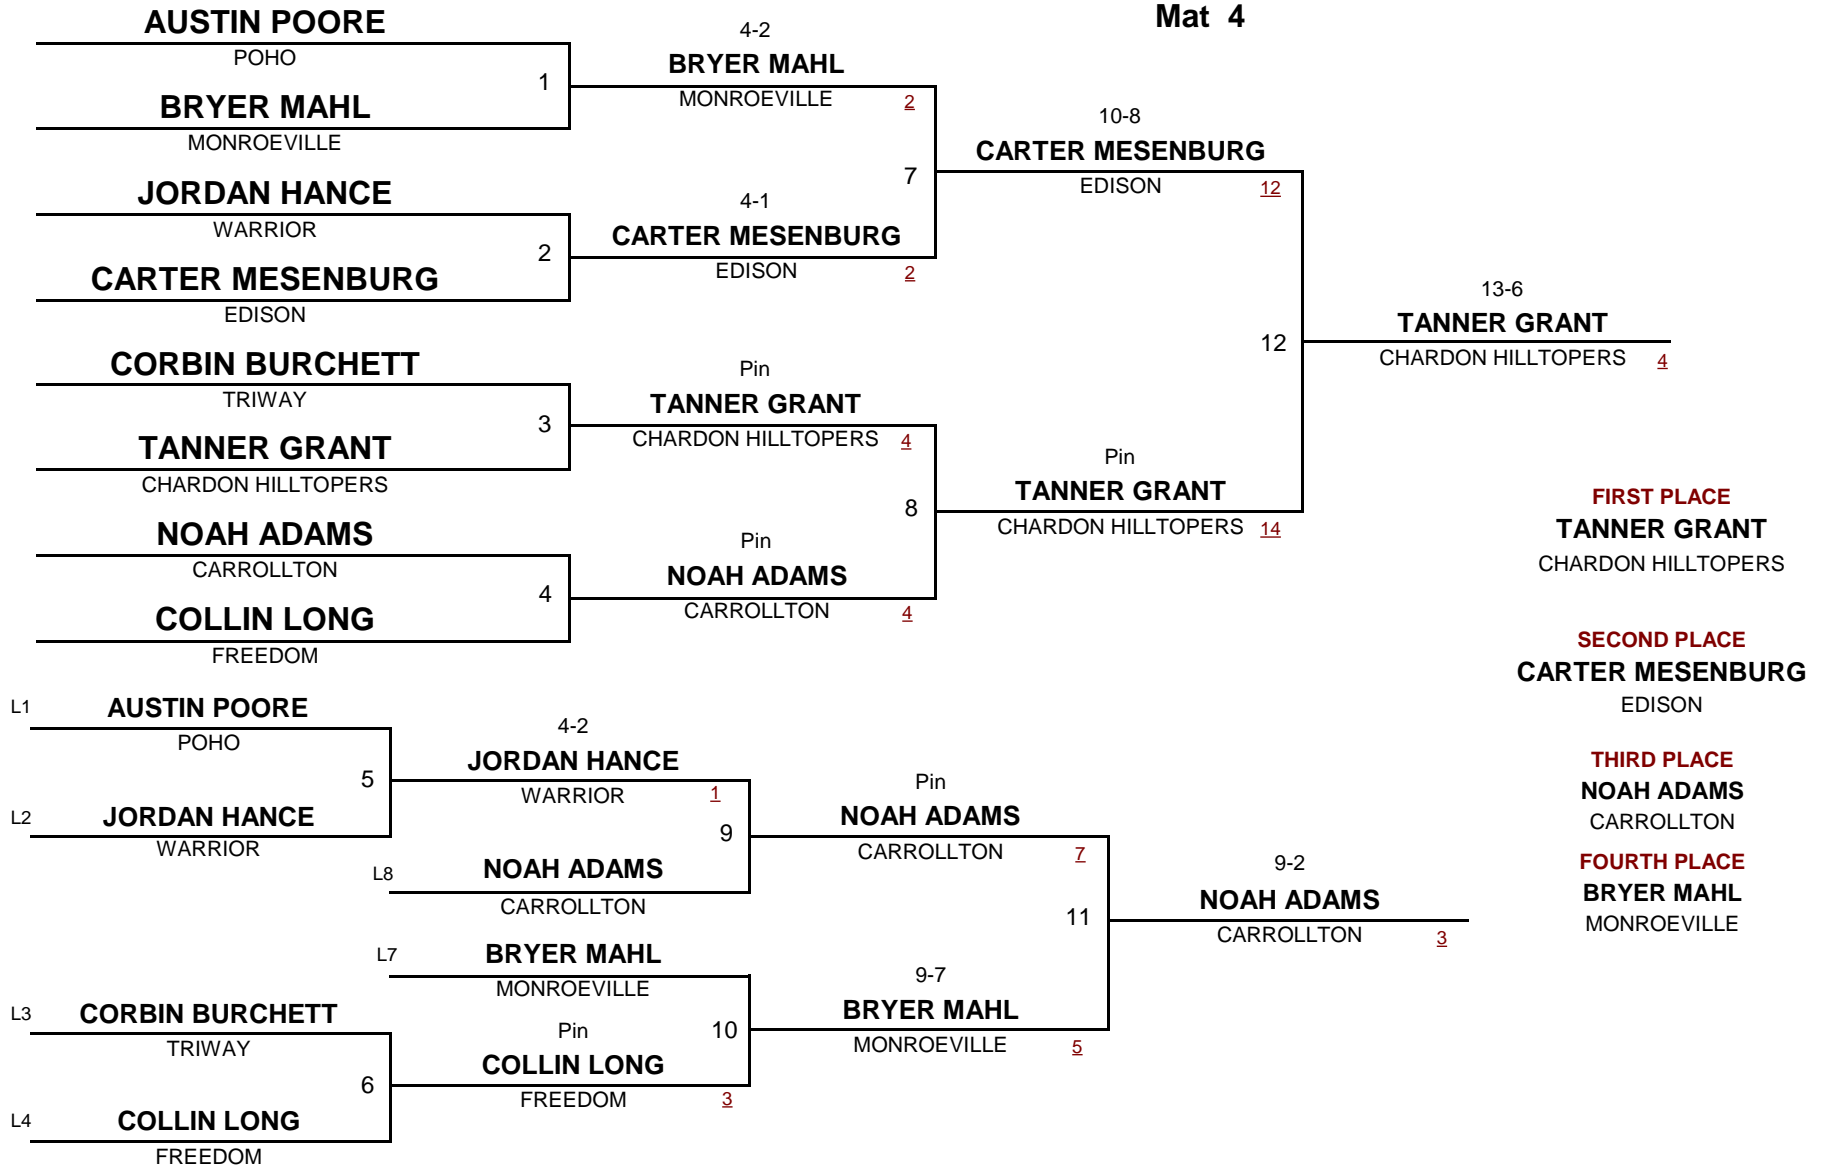 Mat 4
AUSTIN POORE
POHO
1
BRYER MAHL
MONROEVILLE
JORDAN HANCE
WARRIOR
2
CARTER MESENBURG
EDISON
CORBIN BURCHETT
TRIWAY
3
TANNER GRANT
CHARDON HILLTOPERS
NOAH ADAMS
CARROLLTON
4
COLLIN LONG
FREEDOM
4-2
BRYER MAHL
MONROEVILLE 2
7
4-1
CARTER MESENBURG
EDISON 2
Pin
TANNER GRANT
CHARDON HILLTOPERS 4
8
Pin
NOAH ADAMS
CARROLLTON 4
10-8
CARTER MESENBURG
EDISON 12
12
Pin
TANNER GRANT
CHARDON HILLTOPERS 14
13-6
TANNER GRANT
CHARDON HILLTOPERS 4
FIRST PLACE
TANNER GRANT
CHARDON HILLTOPERS
SECOND PLACE
CARTER MESENBURG
EDISON
THIRD PLACE
NOAH ADAMS
CARROLLTON
FOURTH PLACE
BRYER MAHL
MONROEVILLE
L1 AUSTIN POORE
POHO
5
L2 JORDAN HANCE
WARRIOR
4-2
JORDAN HANCE
WARRIOR 1
9
L8 NOAH ADAMS
CARROLLTON
L7 BRYER MAHL
MONROEVILLE
10
Pin
COLLIN LONG
FREEDOM 3
L3 CORBIN BURCHETT
TRIWAY
6
L4 COLLIN LONG
FREEDOM
Pin
NOAH ADAMS
CARROLLTON 7
11
9-7
BRYER MAHL
MONROEVILLE 5
9-2
NOAH ADAMS
CARROLLTON 3